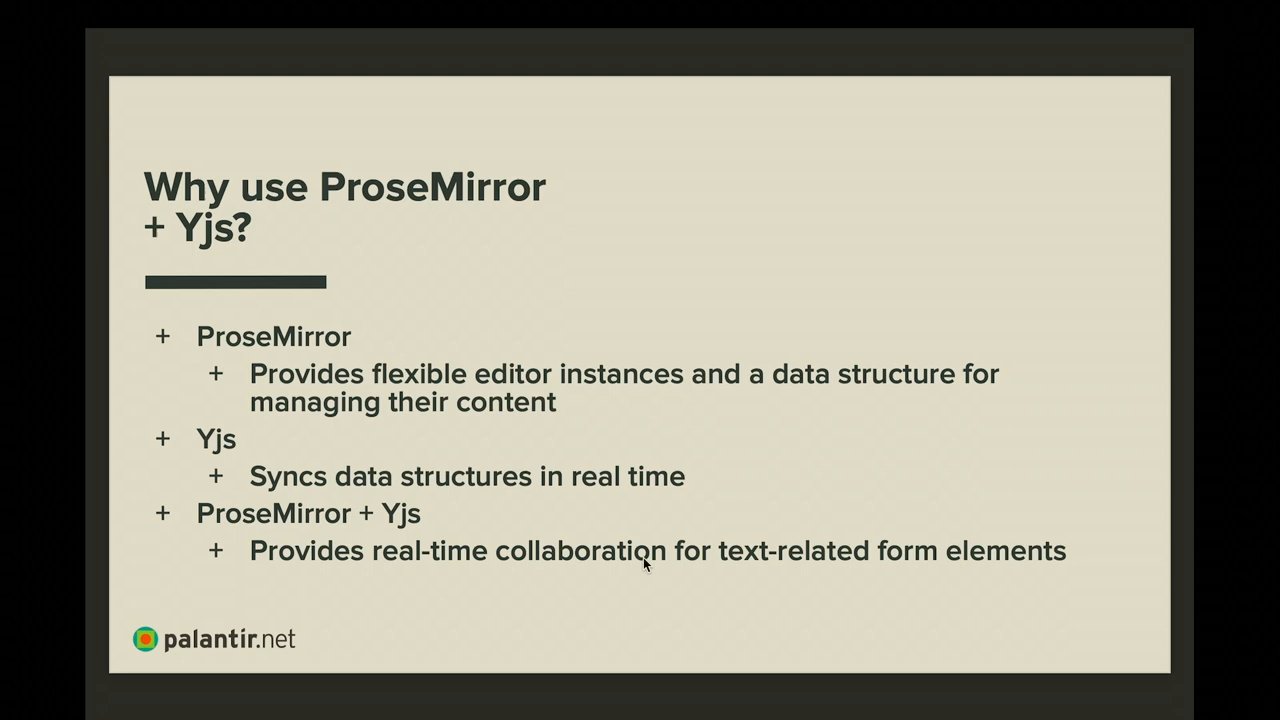 Why use ProseMirror
+ Yjs?
+ ProseMirror
+ Provides flexible editor instances and a data structure for
managing their content
+ Yjs
+ Syncs data structures in real time
+ ProseMirror + Yjs
+ Provides real-time collaboration for text-related form elements
palantir.net